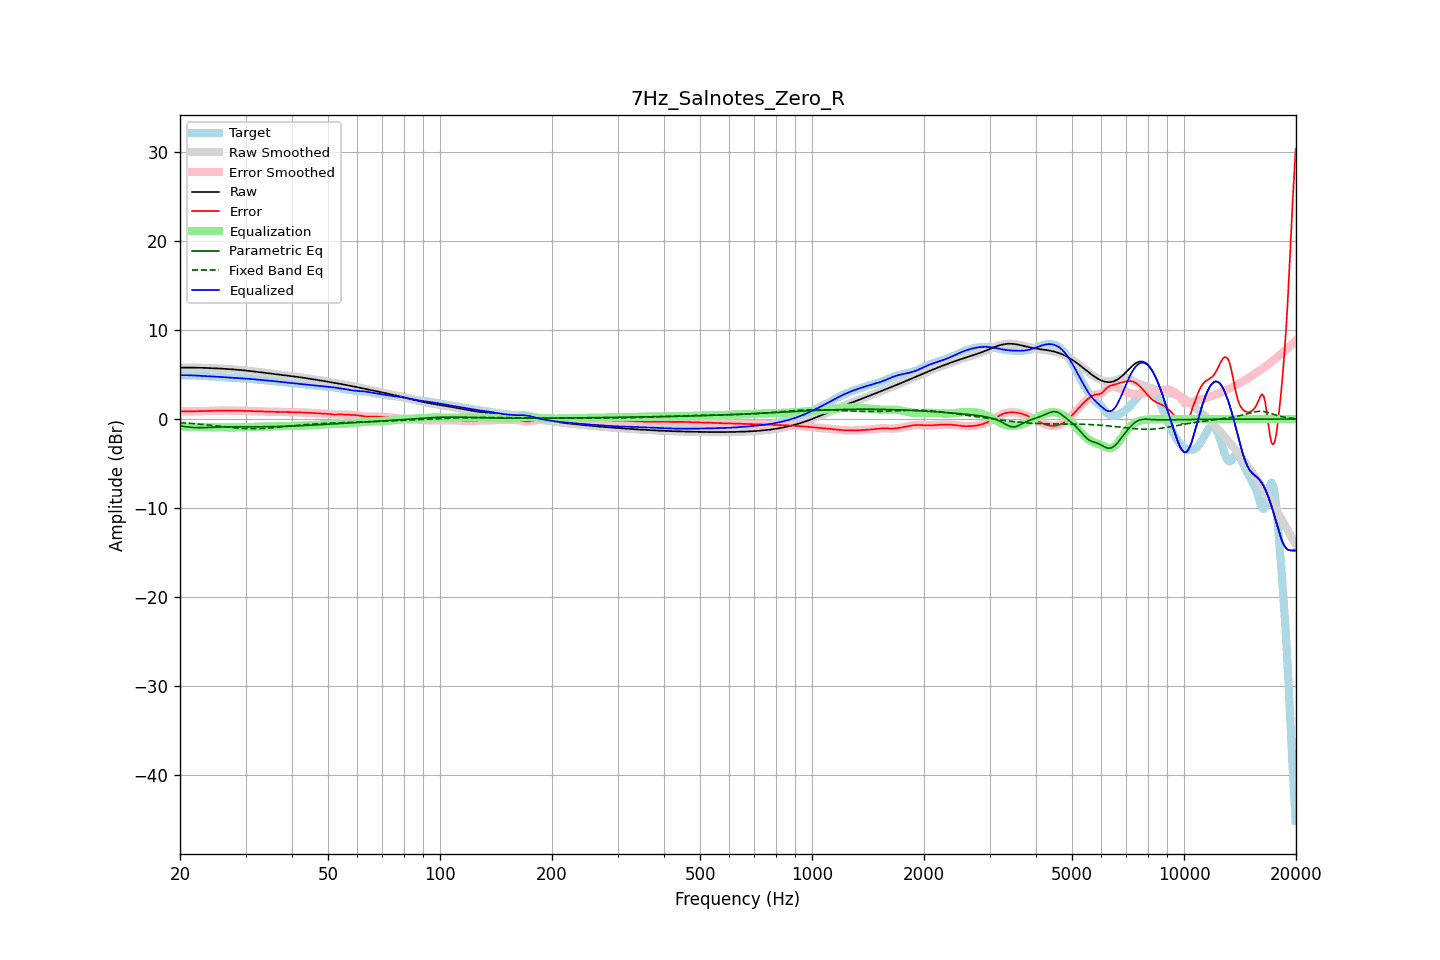 7Hz_Salnotes_Zero_R
Target
Raw Smoothed
Error Smoothed
Raw
Error
Equalization
Parametric Eq
Fixed Band Eq
Equalized
30
20
10
0
−10
−20
−30
−40
Amplitude (dBr)
20 50 100 200 500 1000 2000 5000 10000 20000
Frequency (Hz)